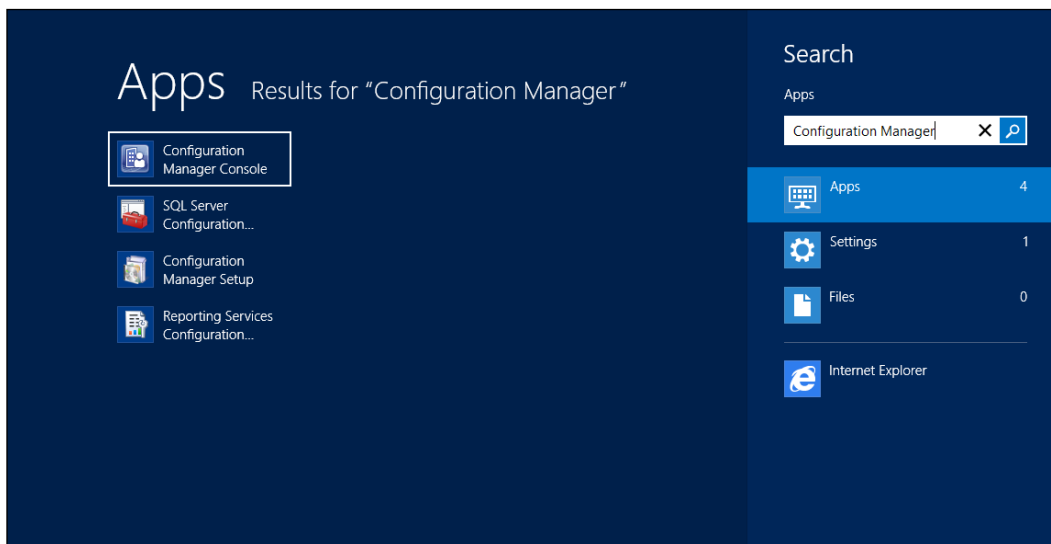 Apps Results for “Configuration Manager”
Configuration
Manager Console
SQL Server
Configuration...
Configuration
Manager Setup
Reporting Services
Configuration...
Search
Apps
Configuration Manager
Apps 4
Settings 1
Files 0
Internet Explorer